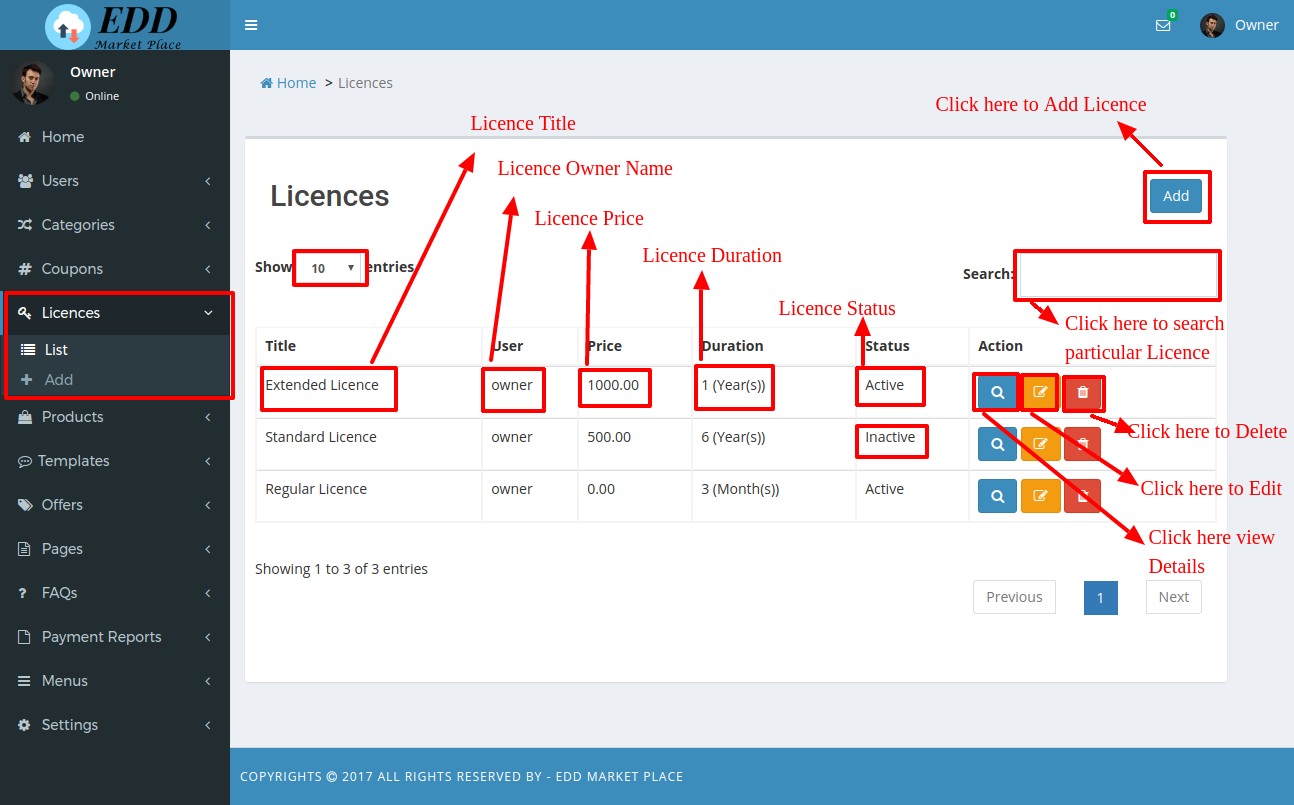 EDD
Market Place
0
Owner
Owner
Online
Home
Users
Categories
Coupons
Licences
List
Add
Products
Templates
Offers
Pages
FAQs
Payment Reports
Menus
Settings
Home > Licences
Click here to Add Licence
Licence Title
Licence Owner Name
Licences
Add
Licence Price
Licence Duration
Show 10 entries
Search:
Licence Status
Click here to search
particular Licence
Title User Price Duration Status Action
Extended Licence owner 1000.00 1 (Year(s)) Active
Click here to Delete
Standard Licence owner 500.00 6 (Year(s)) Inactive
Click here to Edit
Regular Licence owner 0.00 3 (Month(s)) Active
Click here view
Details
Showing 1 to 3 of 3 entries
Previous 1 Next
COPYRIGHTS © 2017 ALL RIGHTS RESERVED BY - EDD MARKET PLACE